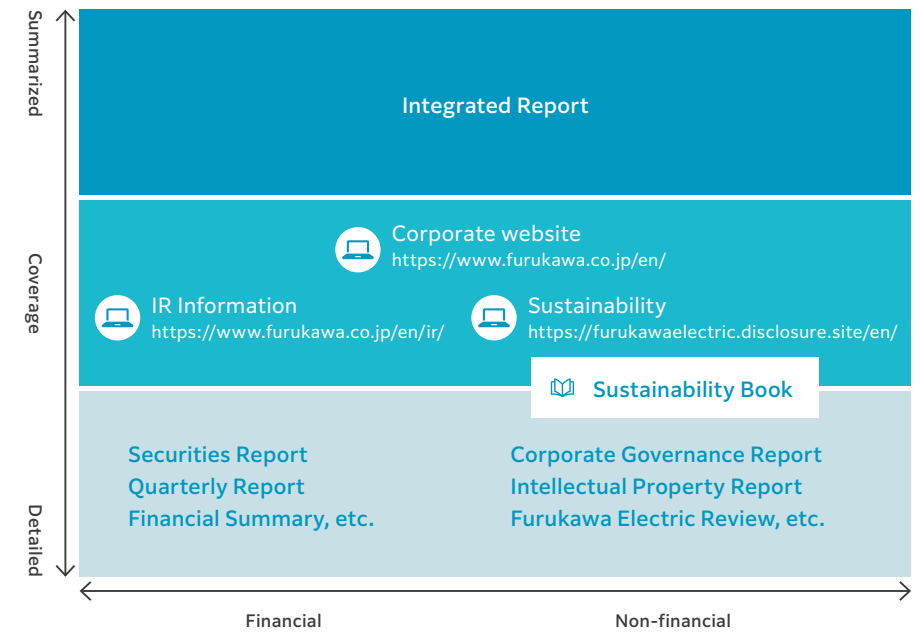 Summarized
Integrated Report
Coverage
Corporate website
https://www.furukawa.co.jp/en/
IR Information
https://www.furukawa.co.jp/en/ir/
Sustainability
https://furukawaelectric.disclosure.site/en/
Sustainability Book
Detailed
Securities Report
Quarterly Report
Financial Summary, etc.
Corporate Governance Report
Intellectual Property Report
Furukawa Electric Review, etc.
Financial
Non-financial